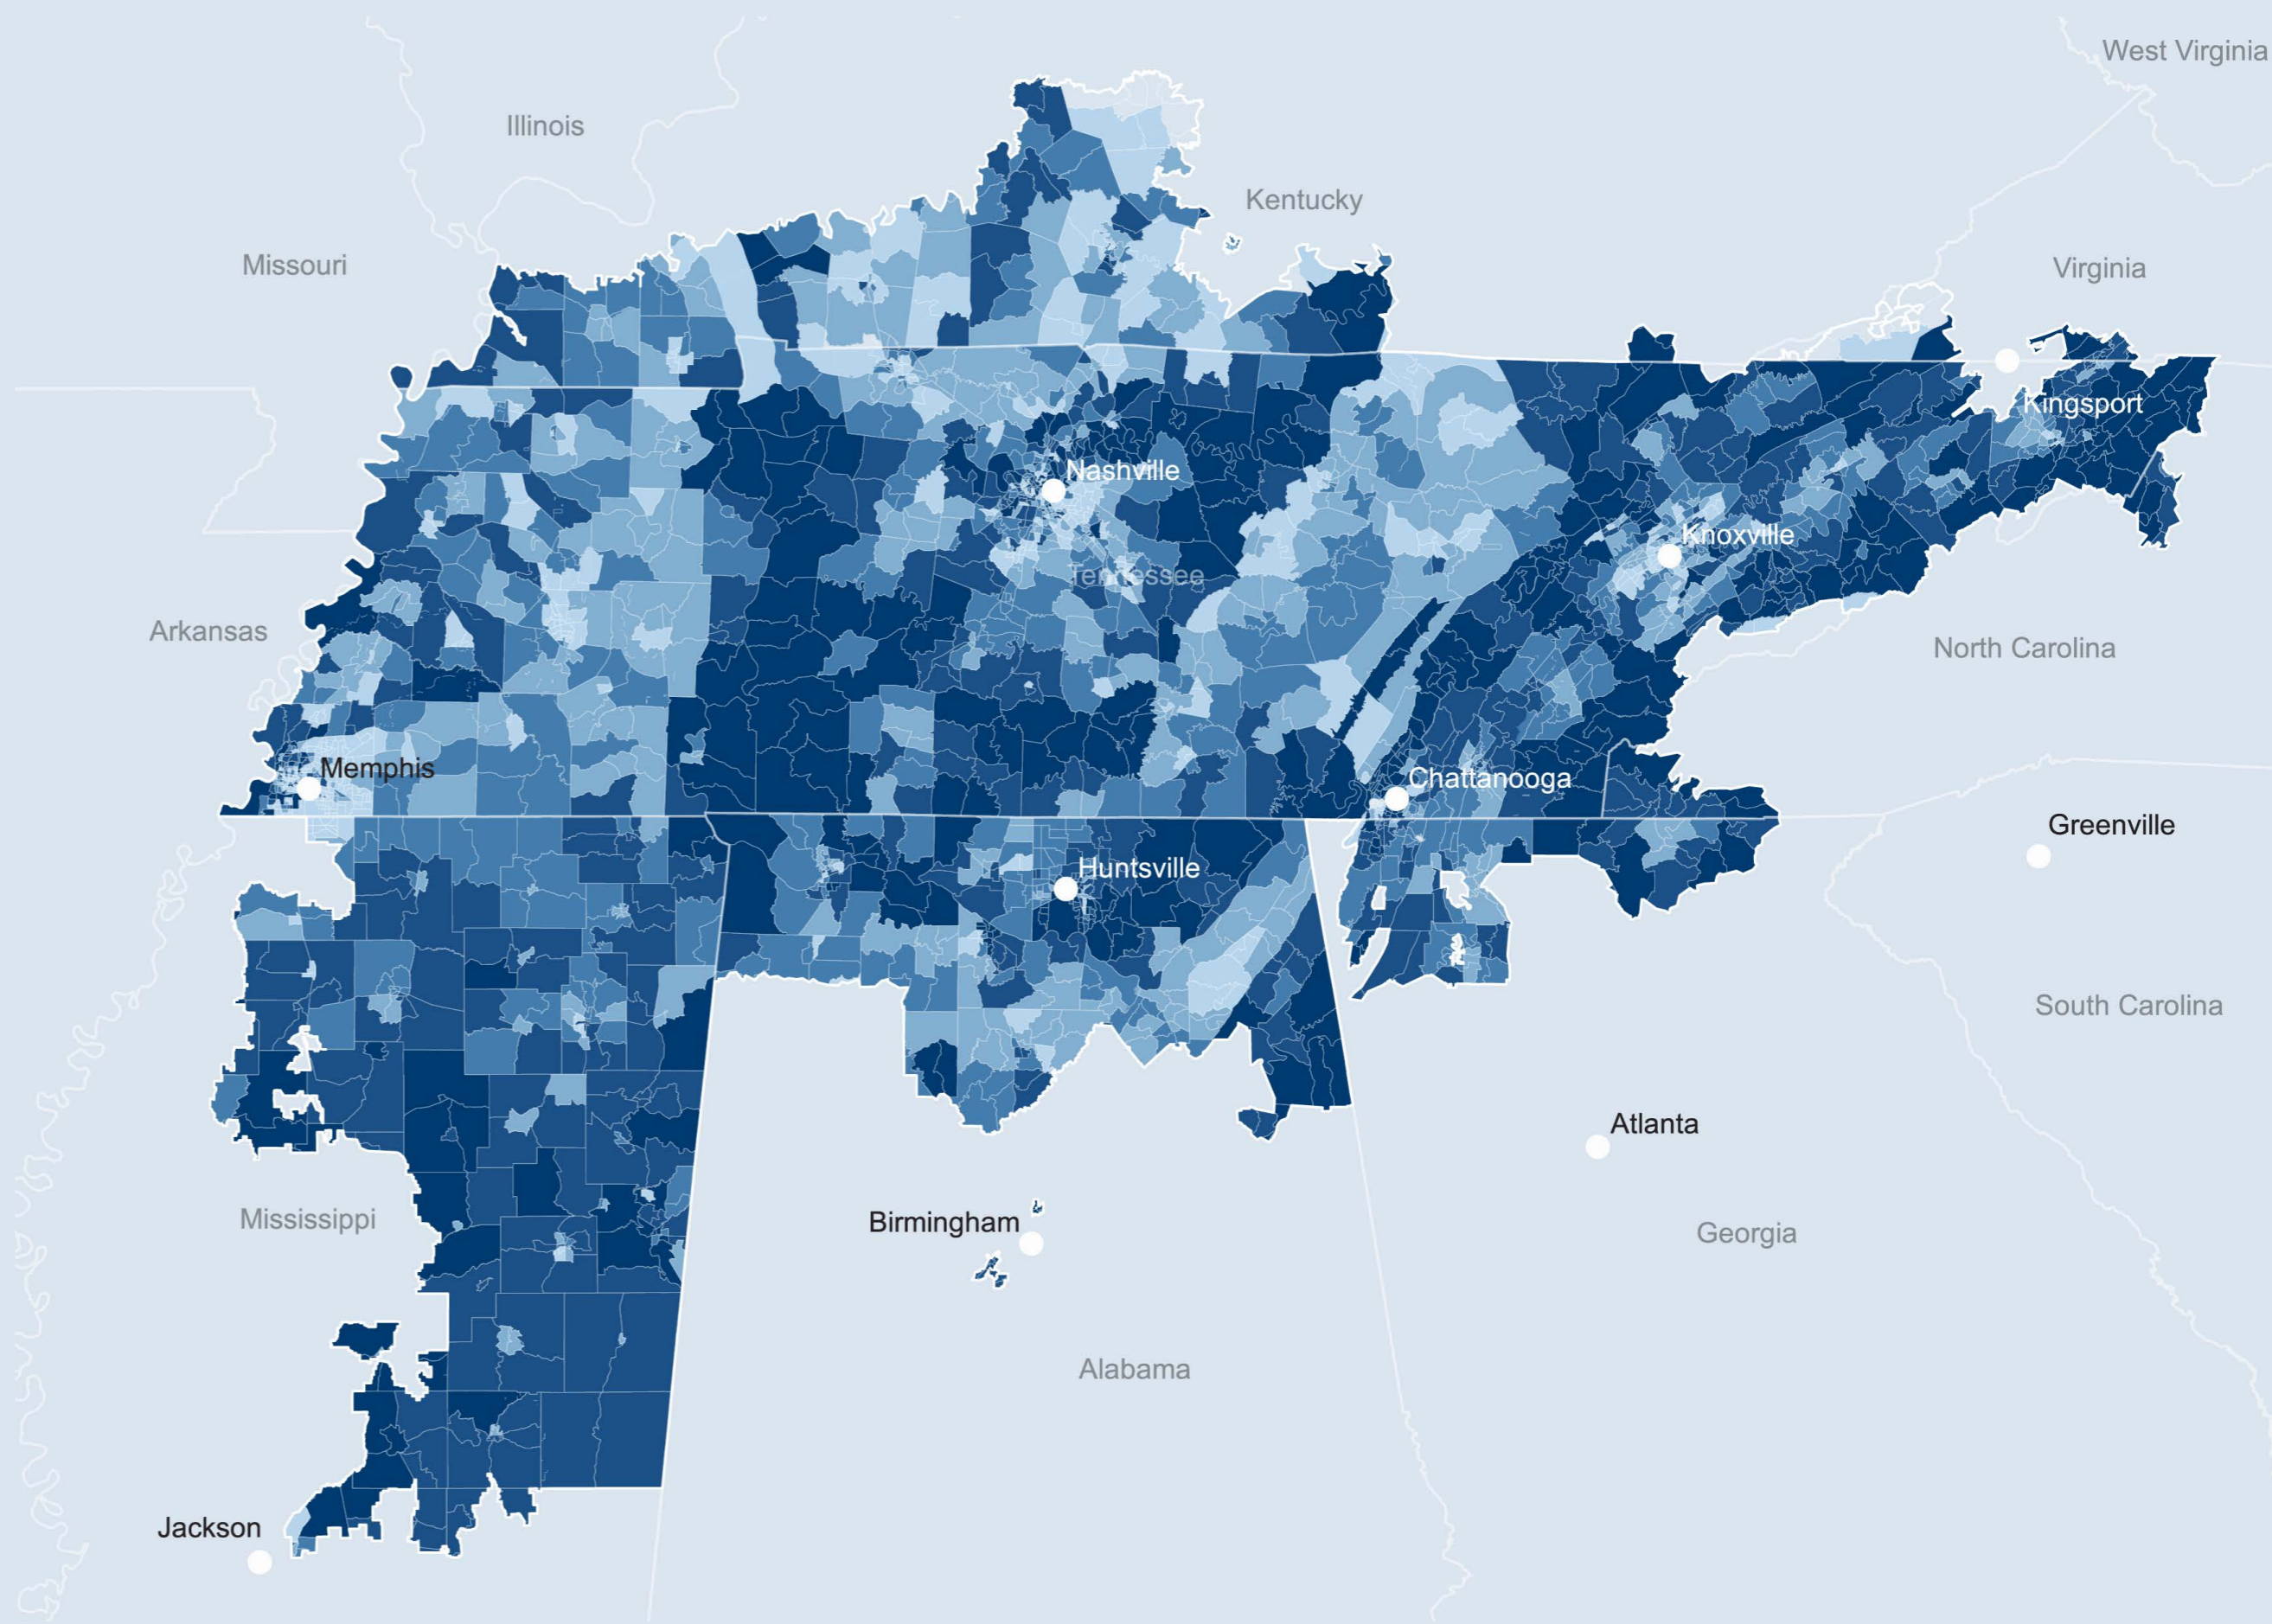 West Virginia
Illinois
Kentucky
Missouri
Virginia
Kingsport
Nashville
Knoxville
Tennessee
Arkansas
North Carolina
Memphis
Chattanooga
Greenville
Huntsville
South Carolina
Atlanta
Mississippi
Birmingham
Georgia
Alabama
Jackson